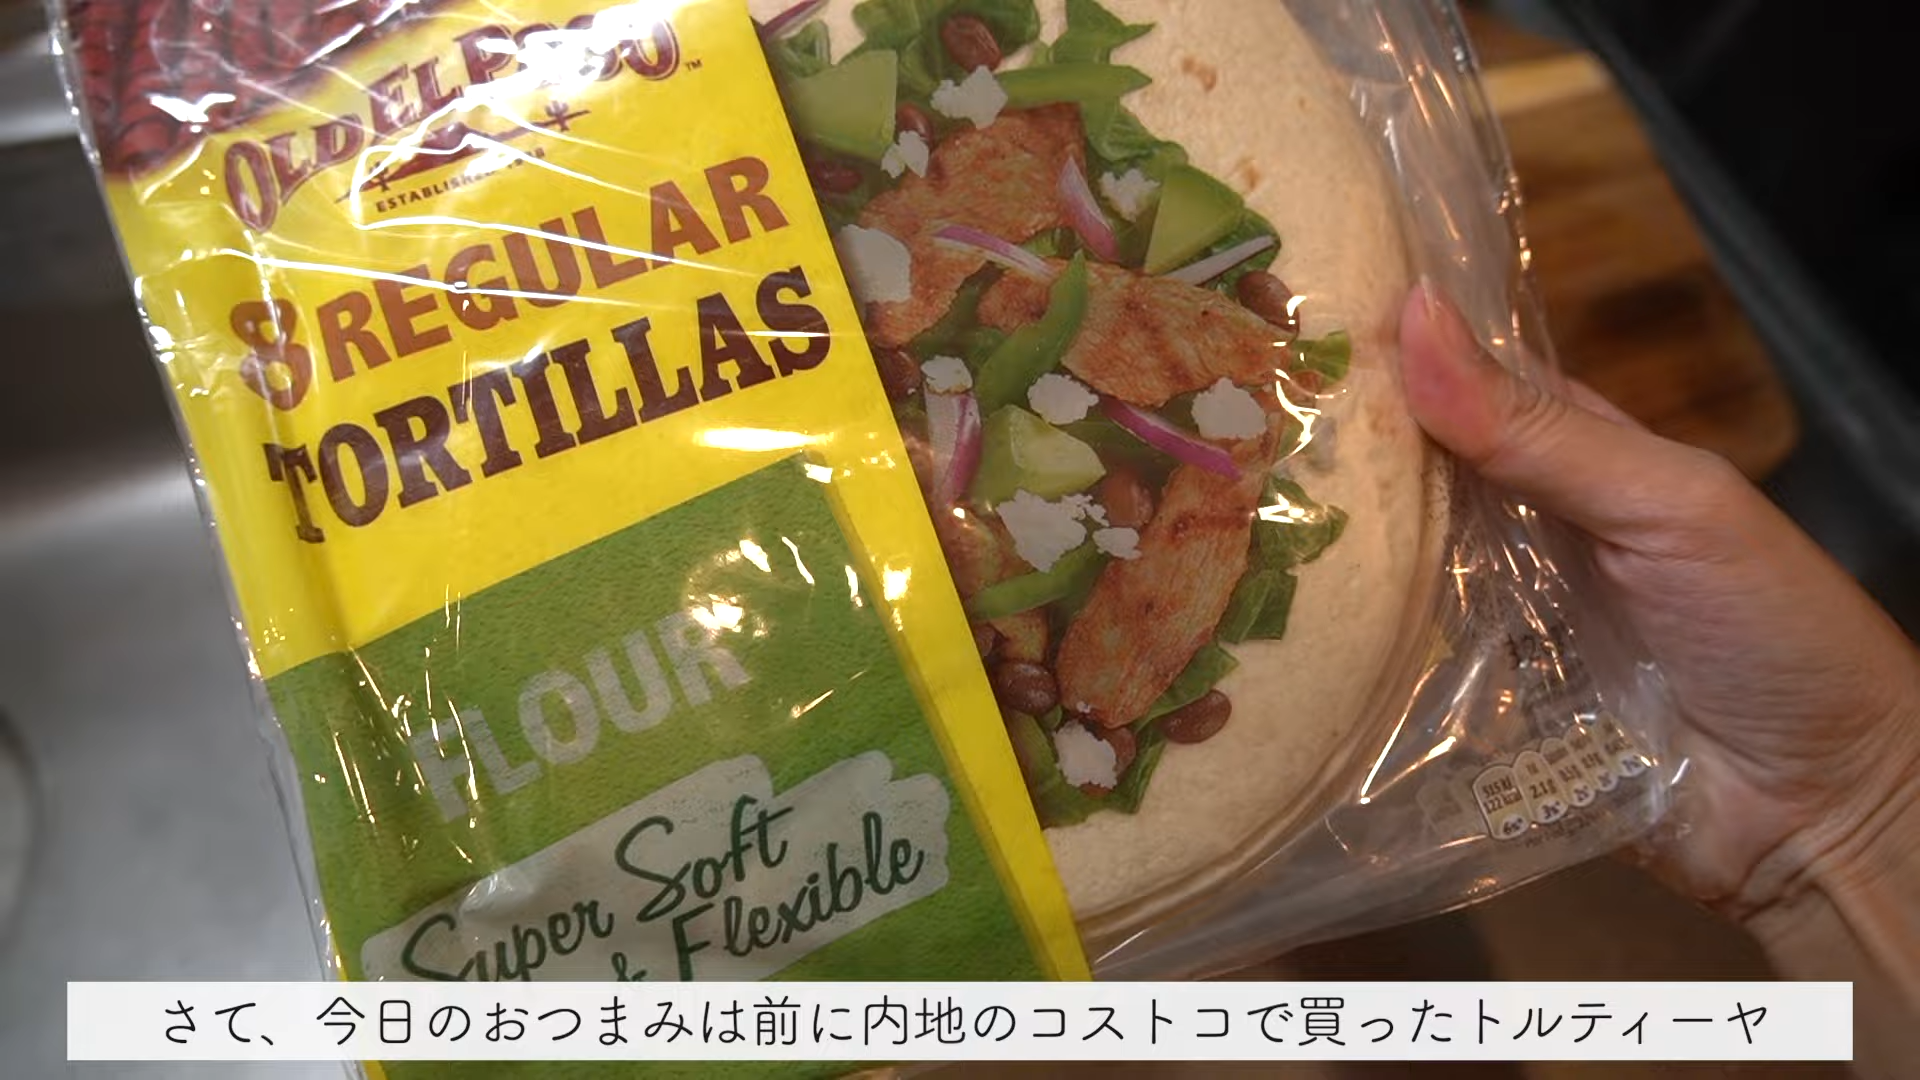 OLD EL PASO™
ESTABLISHED
8 REGULAR
TORTILLAS
FLOUR
Super Soft
& Flexible
さて、今日のおつまみは前に内地のコストコで買ったトルティーヤ